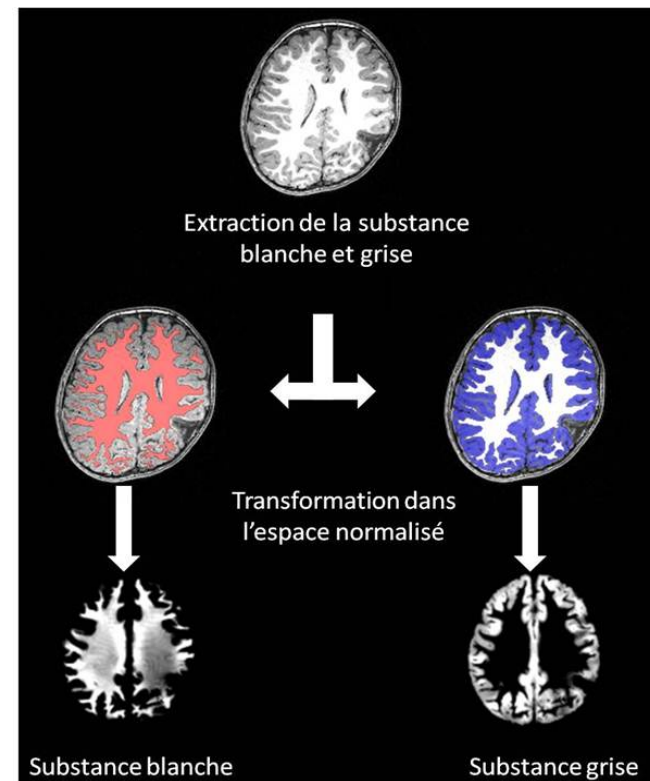 Extraction de la substance
blanche et grise
Transformation dans
l'espace normalisé
Substance blanche
Substance grise